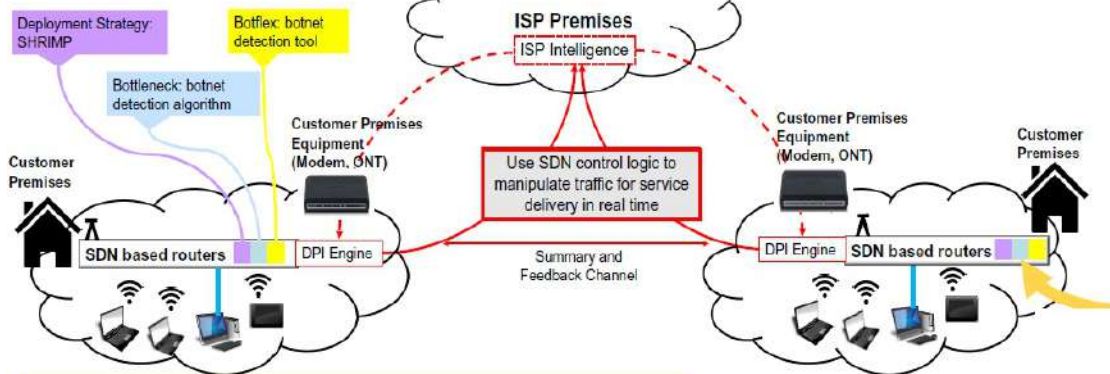 Deployment Strategy:
SHRIMP
Botflex: botnet
detection tool
Bottleneck: botnet
detection algorithm
ISP Premises
ISP Intelligence
Customer Premises
Equipment
(Modem, ONT)
Customer
Premises
Use SDN control logic to
manipulate traffic for service
delivery in real time
Customer Premises
Equipment
(Modem, ONT)
Customer
Premises
SDN based routers
DPI Engine
Summary and
Feedback Channel
DPI Engine
SDN based routers